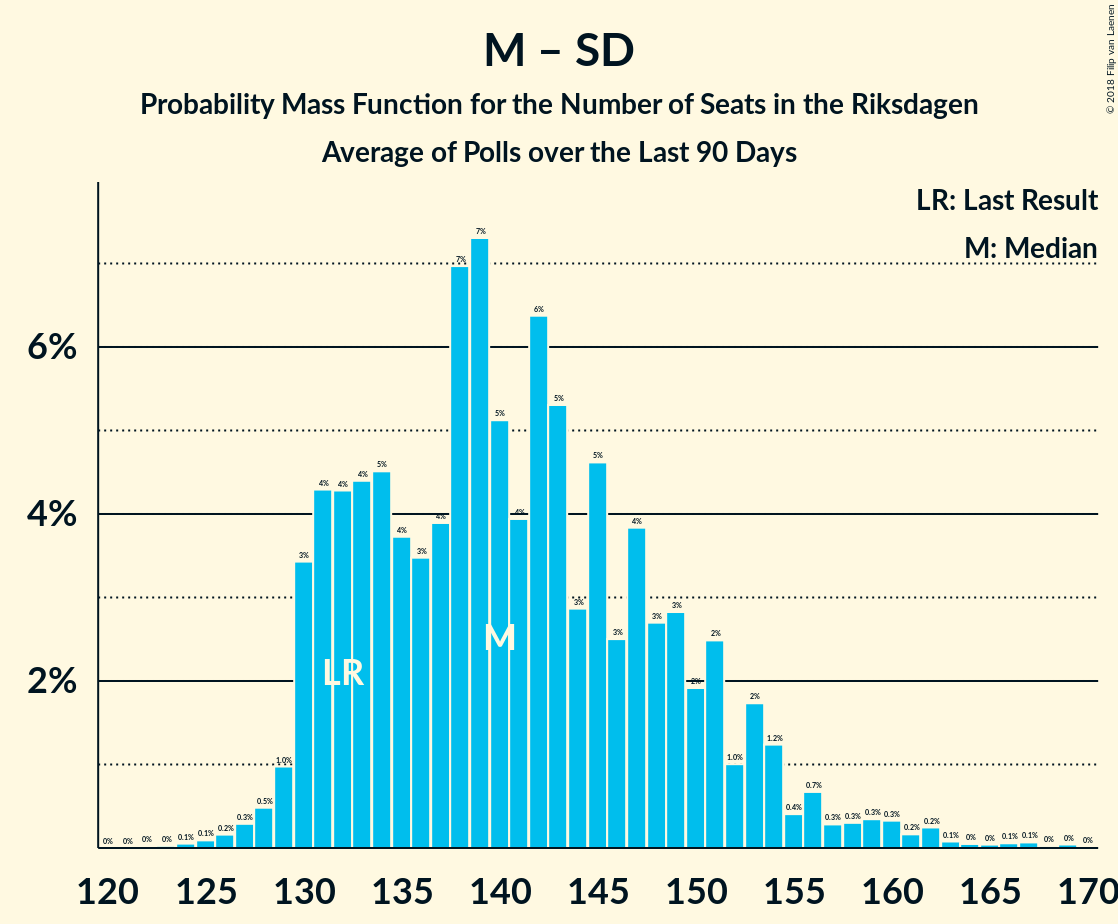 M – SD
Probability Mass Function for the Number of Seats in the Riksdagen
Average of Polls over the Last 90 Days
© 2018 Filip van Laenen
LR: Last Result
M: Median
6%
4%
2%
0% 0% 0% 0% 0.1% 0.1% 0.2% 0.3% 0.5% 1.0% 3% 4% 4% 4% 5% 4% 3% 4% 7% 7% 5% 4% 6% 5% 3% 5% 3% 4% 3% 3% 2% 2% 1.0% 2% 1.2% 0.4% 0.7% 0.3% 0.3% 0.3% 0.3% 0.2% 0.2% 0.1% 0% 0% 0.1% 0.1% 0% 0% 0%
LR
M
120 125 130 135 140 145 150 155 160 165 170